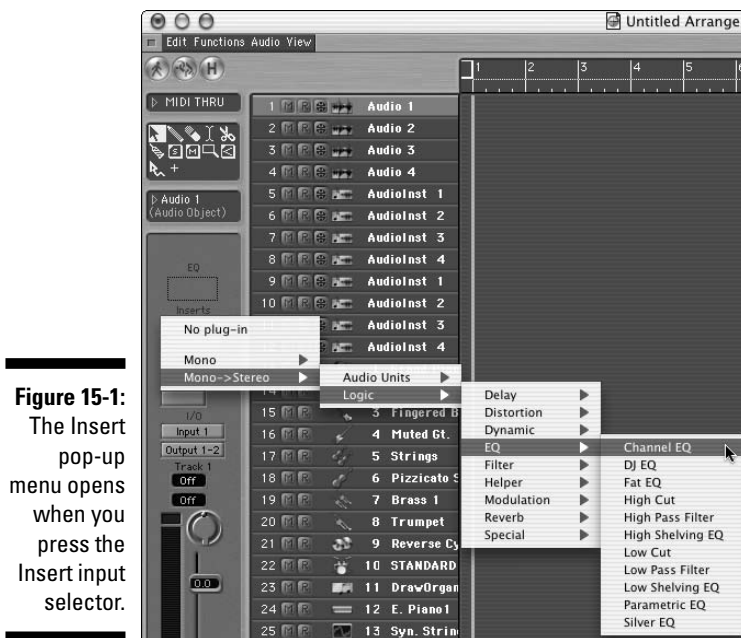 Untitled Arrange
Edit Functions Audio View
H
1 2 3 4 5
MIDI THRU
Audio 1
(Audio Object)
EQ
Inserts
I/O
Input 1
Output 1-2
Track 1
Off
Off
0.0
1 M R Audio 1
2 M R Audio 2
3 M R Audio 3
4 M R Audio 4
5 M R AudioInst 1
6 M R AudioInst 2
7 M R AudioInst 3
8 M R AudioInst 4
9 M R AudioInst 1
10 M R AudioInst 2
AudioInst 3
AudioInst 4
15 M R 3 Fingered B
16 M R 4 Muted Gt.
17 M R 5 Strings
18 M R 6 Pizzicato S
19 M R 7 Brass 1
20 M R 8 Trumpet
21 M R 9 Reverse Cy
22 M R 10 STANDARD
23 M R 11 DrawOrgan
24 M R 12 E. Piano1
25 M R 13 Syn. Strin
No plug-in
Mono
Mono->Stereo
Audio Units
Logic
Delay
Distortion
Dynamic
EQ
Filter
Helper
Modulation
Reverb
Special
Channel EQ
DJ EQ
Fat EQ
High Cut
High Pass Filter
High Shelving EQ
Low Cut
Low Pass Filter
Low Shelving EQ
Parametric EQ
Silver EQ
Figure 15-1:
The Insert
pop-up
menu opens
when you
press the
Insert input
selector.